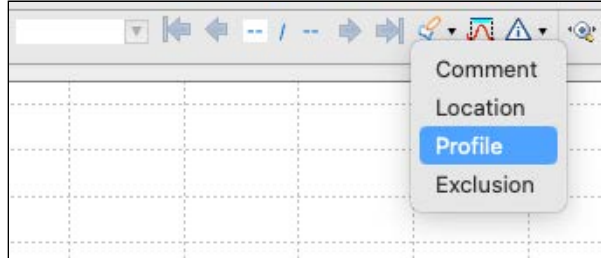 -- / --
Comment
Location
Profile
Exclusion